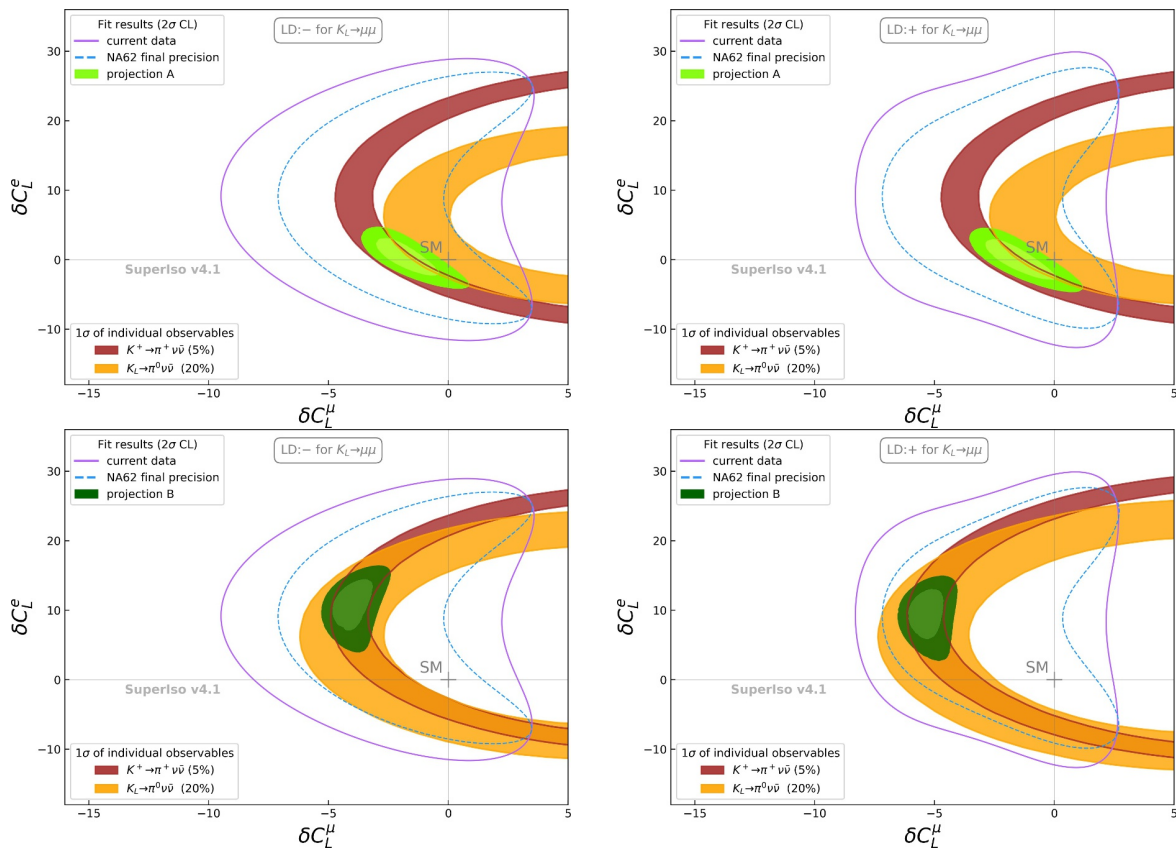 Fit results (2σ CL)
current data
NA62 final precision
projection A
LD:− for K_L→μμ
SM
SuperIso v4.1
1σ of individual observables
K⁺→π⁺νν̄ (5%)
K_L→π⁰νν̄ (20%)
δC_L^e
30
20
10
0
−10
−15
−10
−5
0
5
δC_L^μ
Fit results (2σ CL)
current data
NA62 final precision
projection A
LD:+ for K_L→μμ
SM
SuperIso v4.1
1σ of individual observables
K⁺→π⁺νν̄ (5%)
K_L→π⁰νν̄ (20%)
δC_L^e
30
20
10
0
−10
−15
−10
−5
0
5
δC_L^μ
Fit results (2σ CL)
current data
NA62 final precision
projection B
LD:− for K_L→μμ
SM
SuperIso v4.1
1σ of individual observables
K⁺→π⁺νν̄ (5%)
K_L→π⁰νν̄ (20%)
δC_L^e
30
20
10
0
−10
−15
−10
−5
0
5
δC_L^μ
Fit results (2σ CL)
current data
NA62 final precision
projection B
LD:+ for K_L→μμ
SM
SuperIso v4.1
1σ of individual observables
K⁺→π⁺νν̄ (5%)
K_L→π⁰νν̄ (20%)
δC_L^e
30
20
10
0
−10
−15
−10
−5
0
5
δC_L^μ